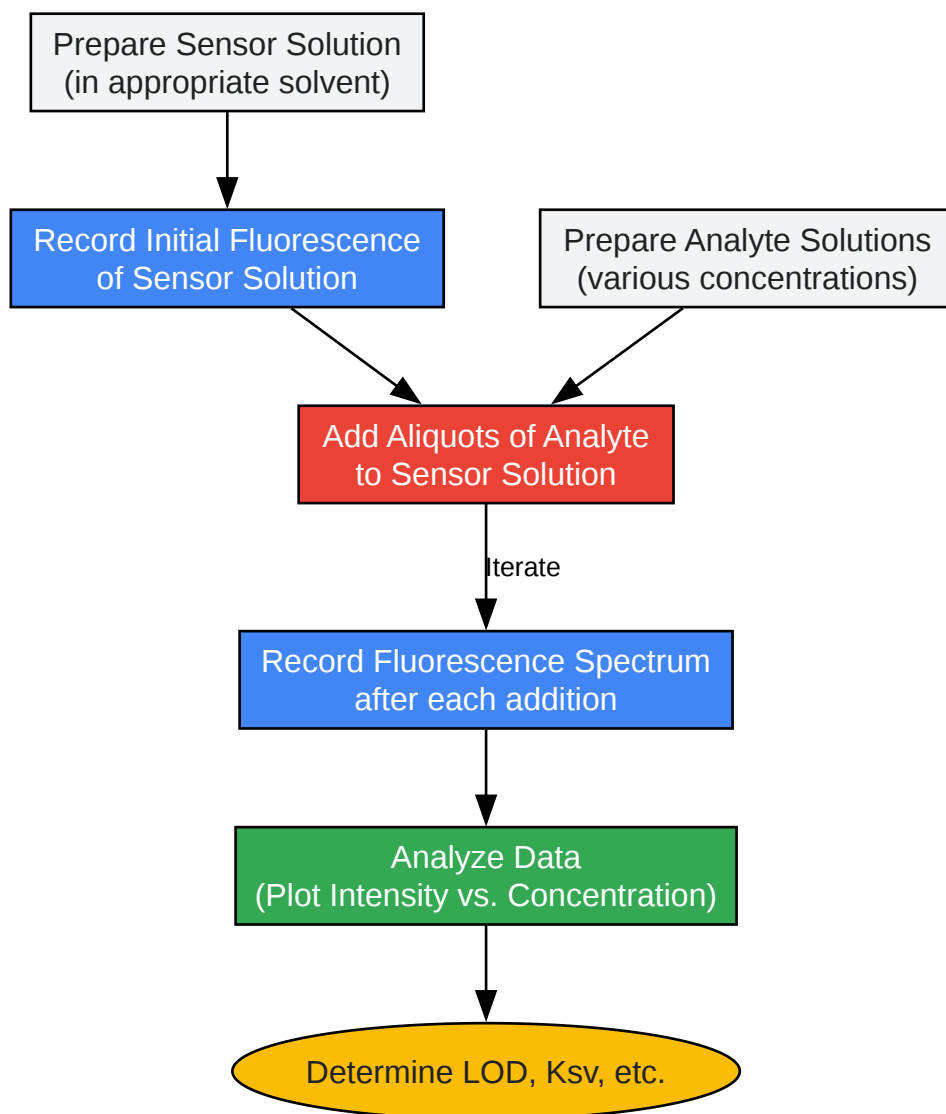 Prepare Sensor Solution
(in appropriate solvent)
Record Initial Fluorescence
of Sensor Solution
Prepare Analyte Solutions
(various concentrations)
Add Aliquots of Analyte
to Sensor Solution
Iterate
Record Fluorescence Spectrum
after each addition
Analyze Data
(Plot Intensity vs. Concentration)
Determine LOD, Ksv, etc.